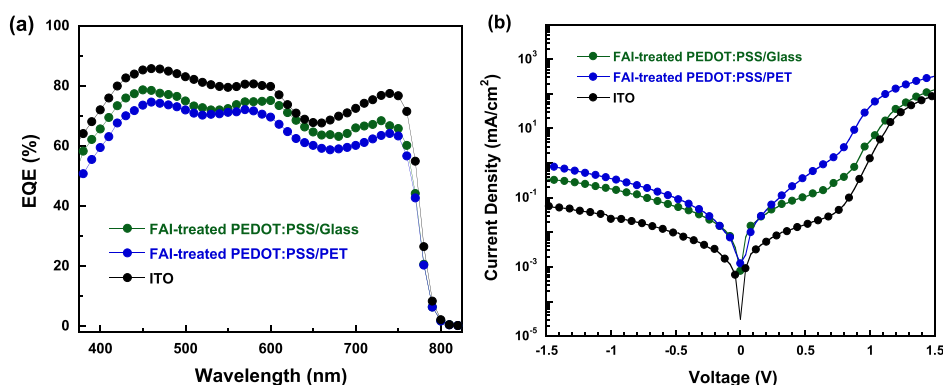 (a)
100
80
60
40
20
0
EQE (%)
FAI-treated PEDOT:PSS/Glass
FAI-treated PEDOT:PSS/PET
ITO
400
500
600
700
800
Wavelength (nm)
(b)
10³
10¹
10⁻¹
10⁻³
10⁻⁵
Current Density (mA/cm²)
FAI-treated PEDOT:PSS/Glass
FAI-treated PEDOT:PSS/PET
ITO
-1.5
-1
-0.5
0
0.5
1
1.5
Voltage (V)